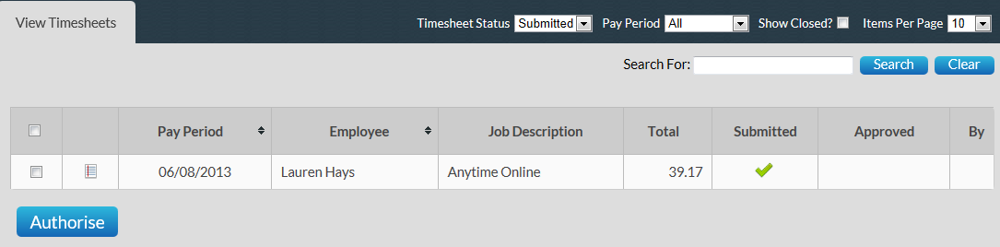 View Timesheets Timesheet Status Submitted Pay Period All Show Closed? Items Per Page 10
Search For: Search Clear
Pay Period Employee Job Description Total Submitted Approved By
06/08/2013 Lauren Hays Anytime Online 39.17
Authorise